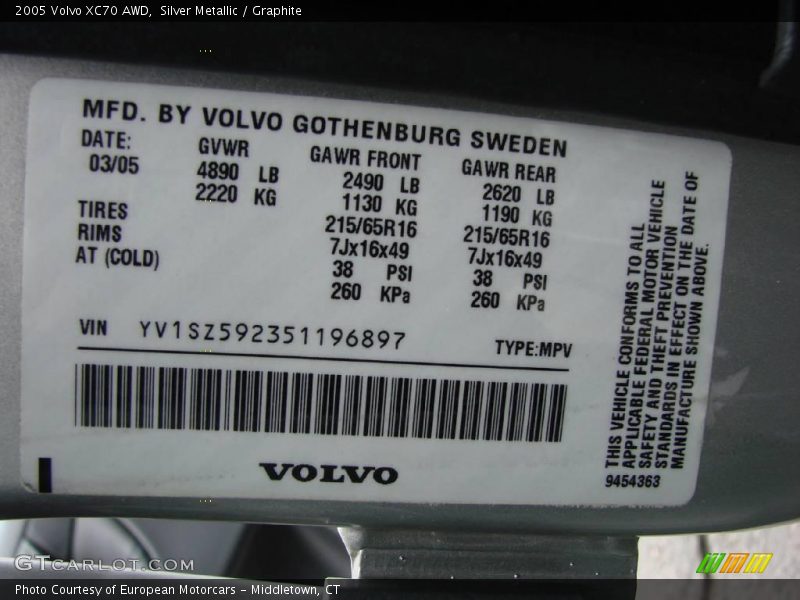 2005 Volvo XC70 AWD, Silver Metallic / Graphite
MFD. BY VOLVO GOTHENBURG SWEDEN
DATE: GVWR GAWR FRONT GAWR REAR
03/05 4890 LB 2490 LB 2620 LB
2220 KG 1130 KG 1190 KG
TIRES 215/65R16 215/65R16
RIMS 7Jx16x49 7Jx16x49
AT (COLD) 38 PSI 38 PSI
260 KPa 260 KPa
VIN YV1SZ592351196897 TYPE:MPV
VOLVO
THIS VEHICLE CONFORMS TO ALL
APPLICABLE FEDERAL MOTOR VEHICLE
SAFETY AND THEFT PREVENTION
STANDARDS IN EFFECT ON THE DATE OF
MANUFACTURE SHOWN ABOVE.
9454363
GTCARLOT.COM
Photo Courtesy of European Motorcars - Middletown, CT